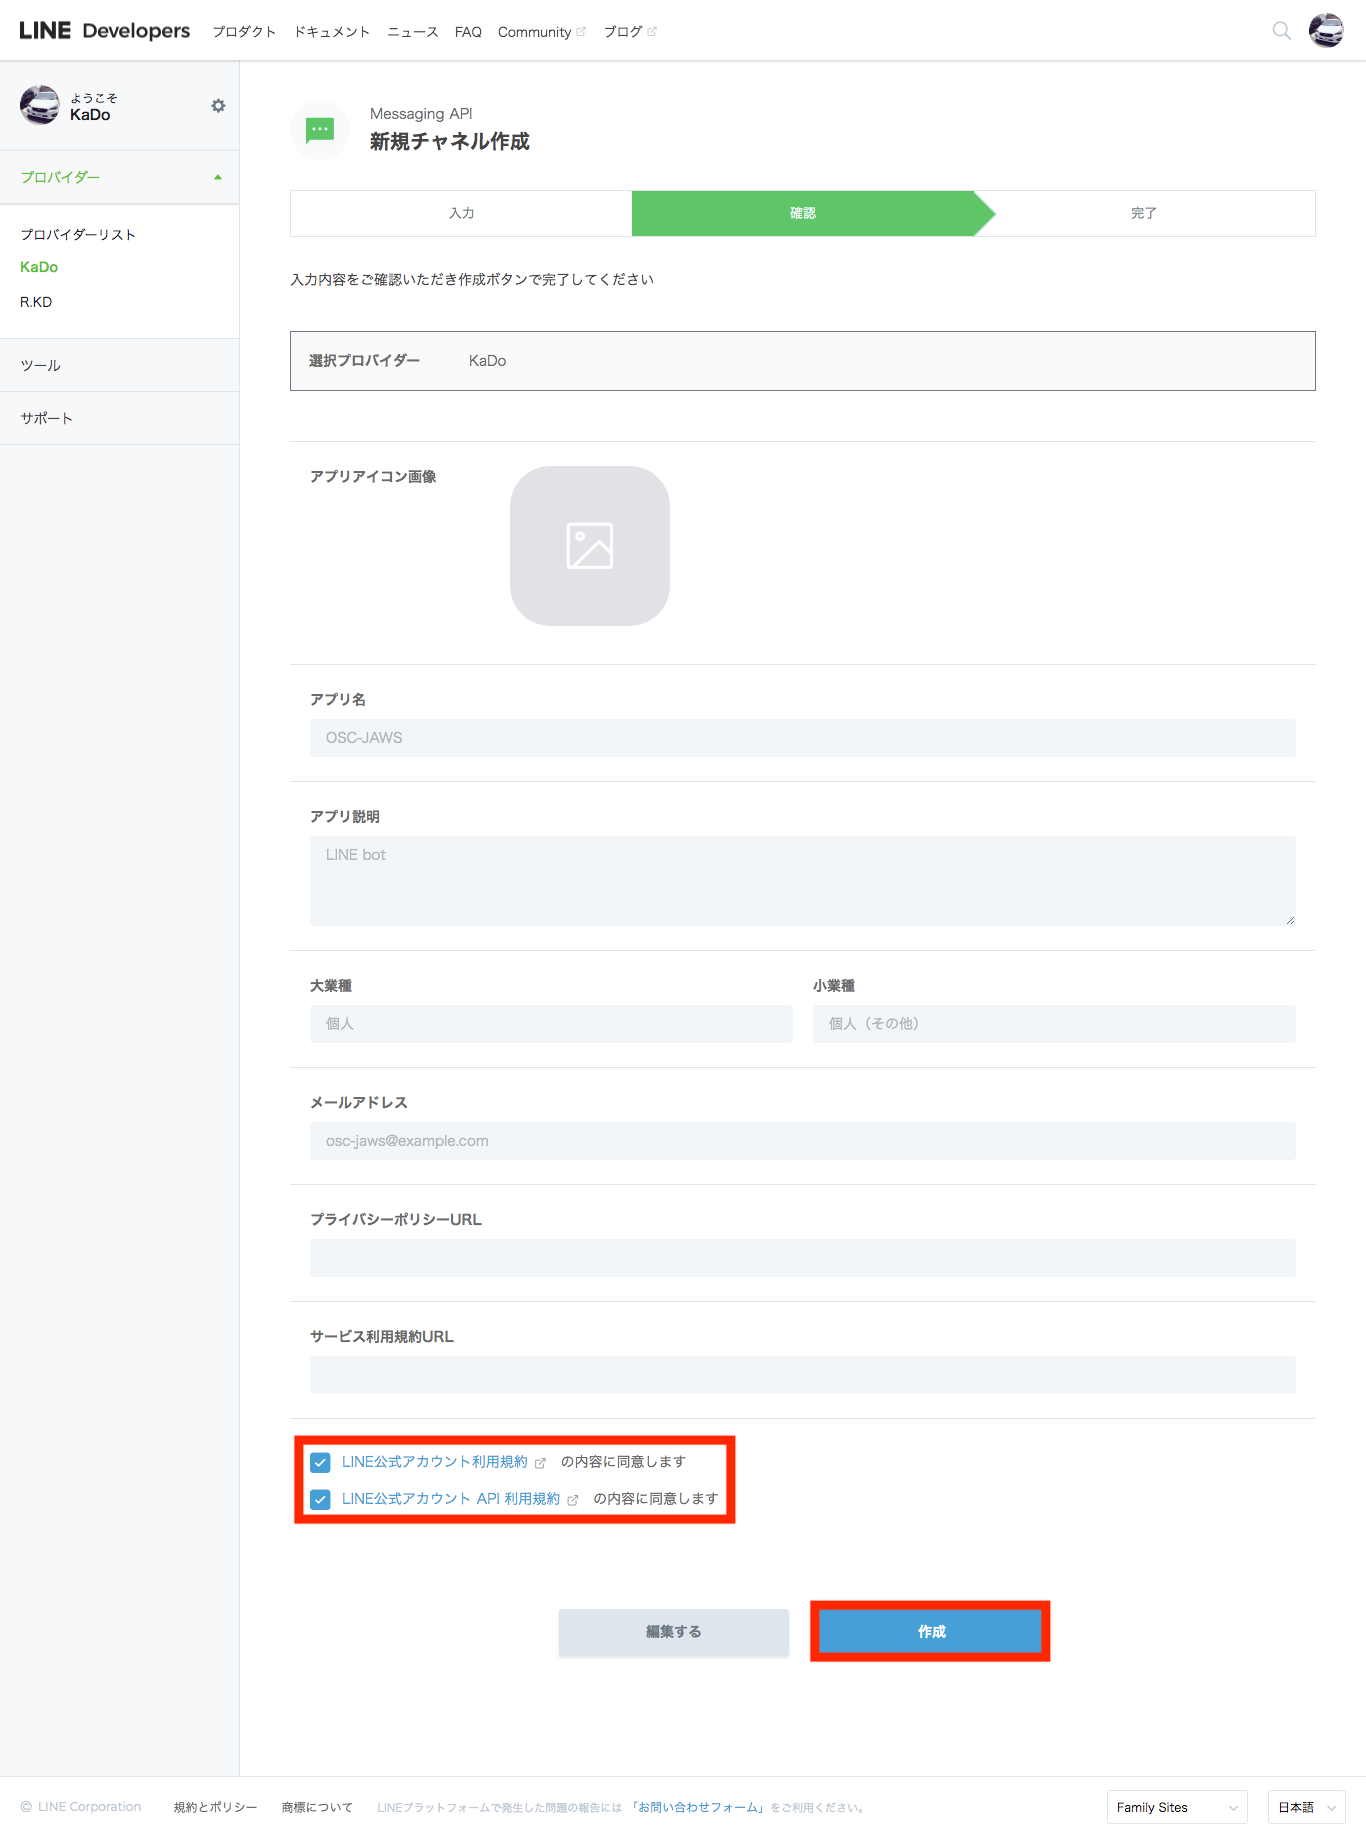 LINE Developers プロダクト ドキュメント ニュース FAQ Community ブログ
ようこそ
KaDo
プロバイダー
プロバイダーリスト
KaDo
R.KD
ツール
サポート
Messaging API
新規チャネル作成
入力 確認 完了
入力内容をご確認いただき作成ボタンで完了してください
選択プロバイダー KaDo
アプリアイコン画像
アプリ名
OSC-JAWS
アプリ説明
LINE bot
大業種 小業種
個人 個人（その他）
メールアドレス
osc-jaws@example.com
プライバシーポリシーURL
サービス利用規約URL
LINE公式アカウント利用規約 の内容に同意します
LINE公式アカウント API 利用規約 の内容に同意します
編集する 作成
© LINE Corporation 規約とポリシー 商標について LINEプラットフォームで発生した問題の報告には 「お問い合わせフォーム」をご利用ください。 Family Sites 日本語